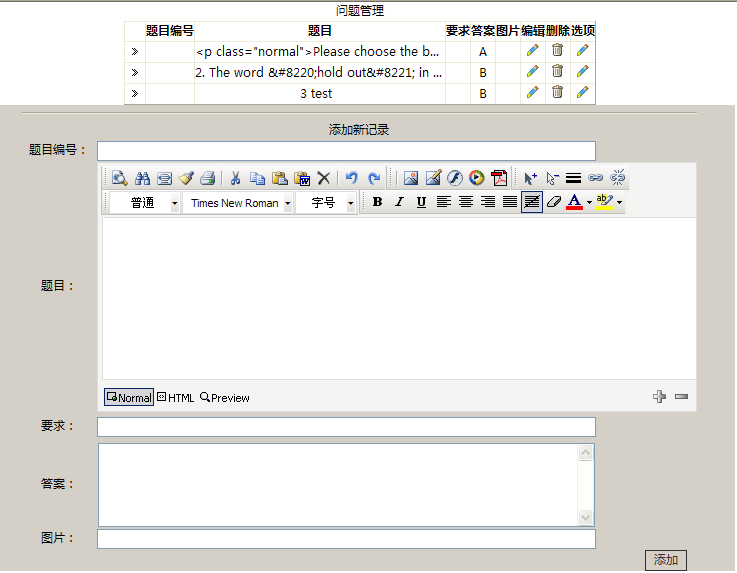 问题管理
题目编号 题目 要求 答案 图片 编辑 删除 选项
<p class="normal">Please choose the b... A
2. The word &#8220;hold out&#8221; in ... B
3 test B
添加新记录
题目编号：
普通 Times New Roman 字号 B I U A ab
题目：
Normal HTML Preview
要求：
答案：
图片：
添加